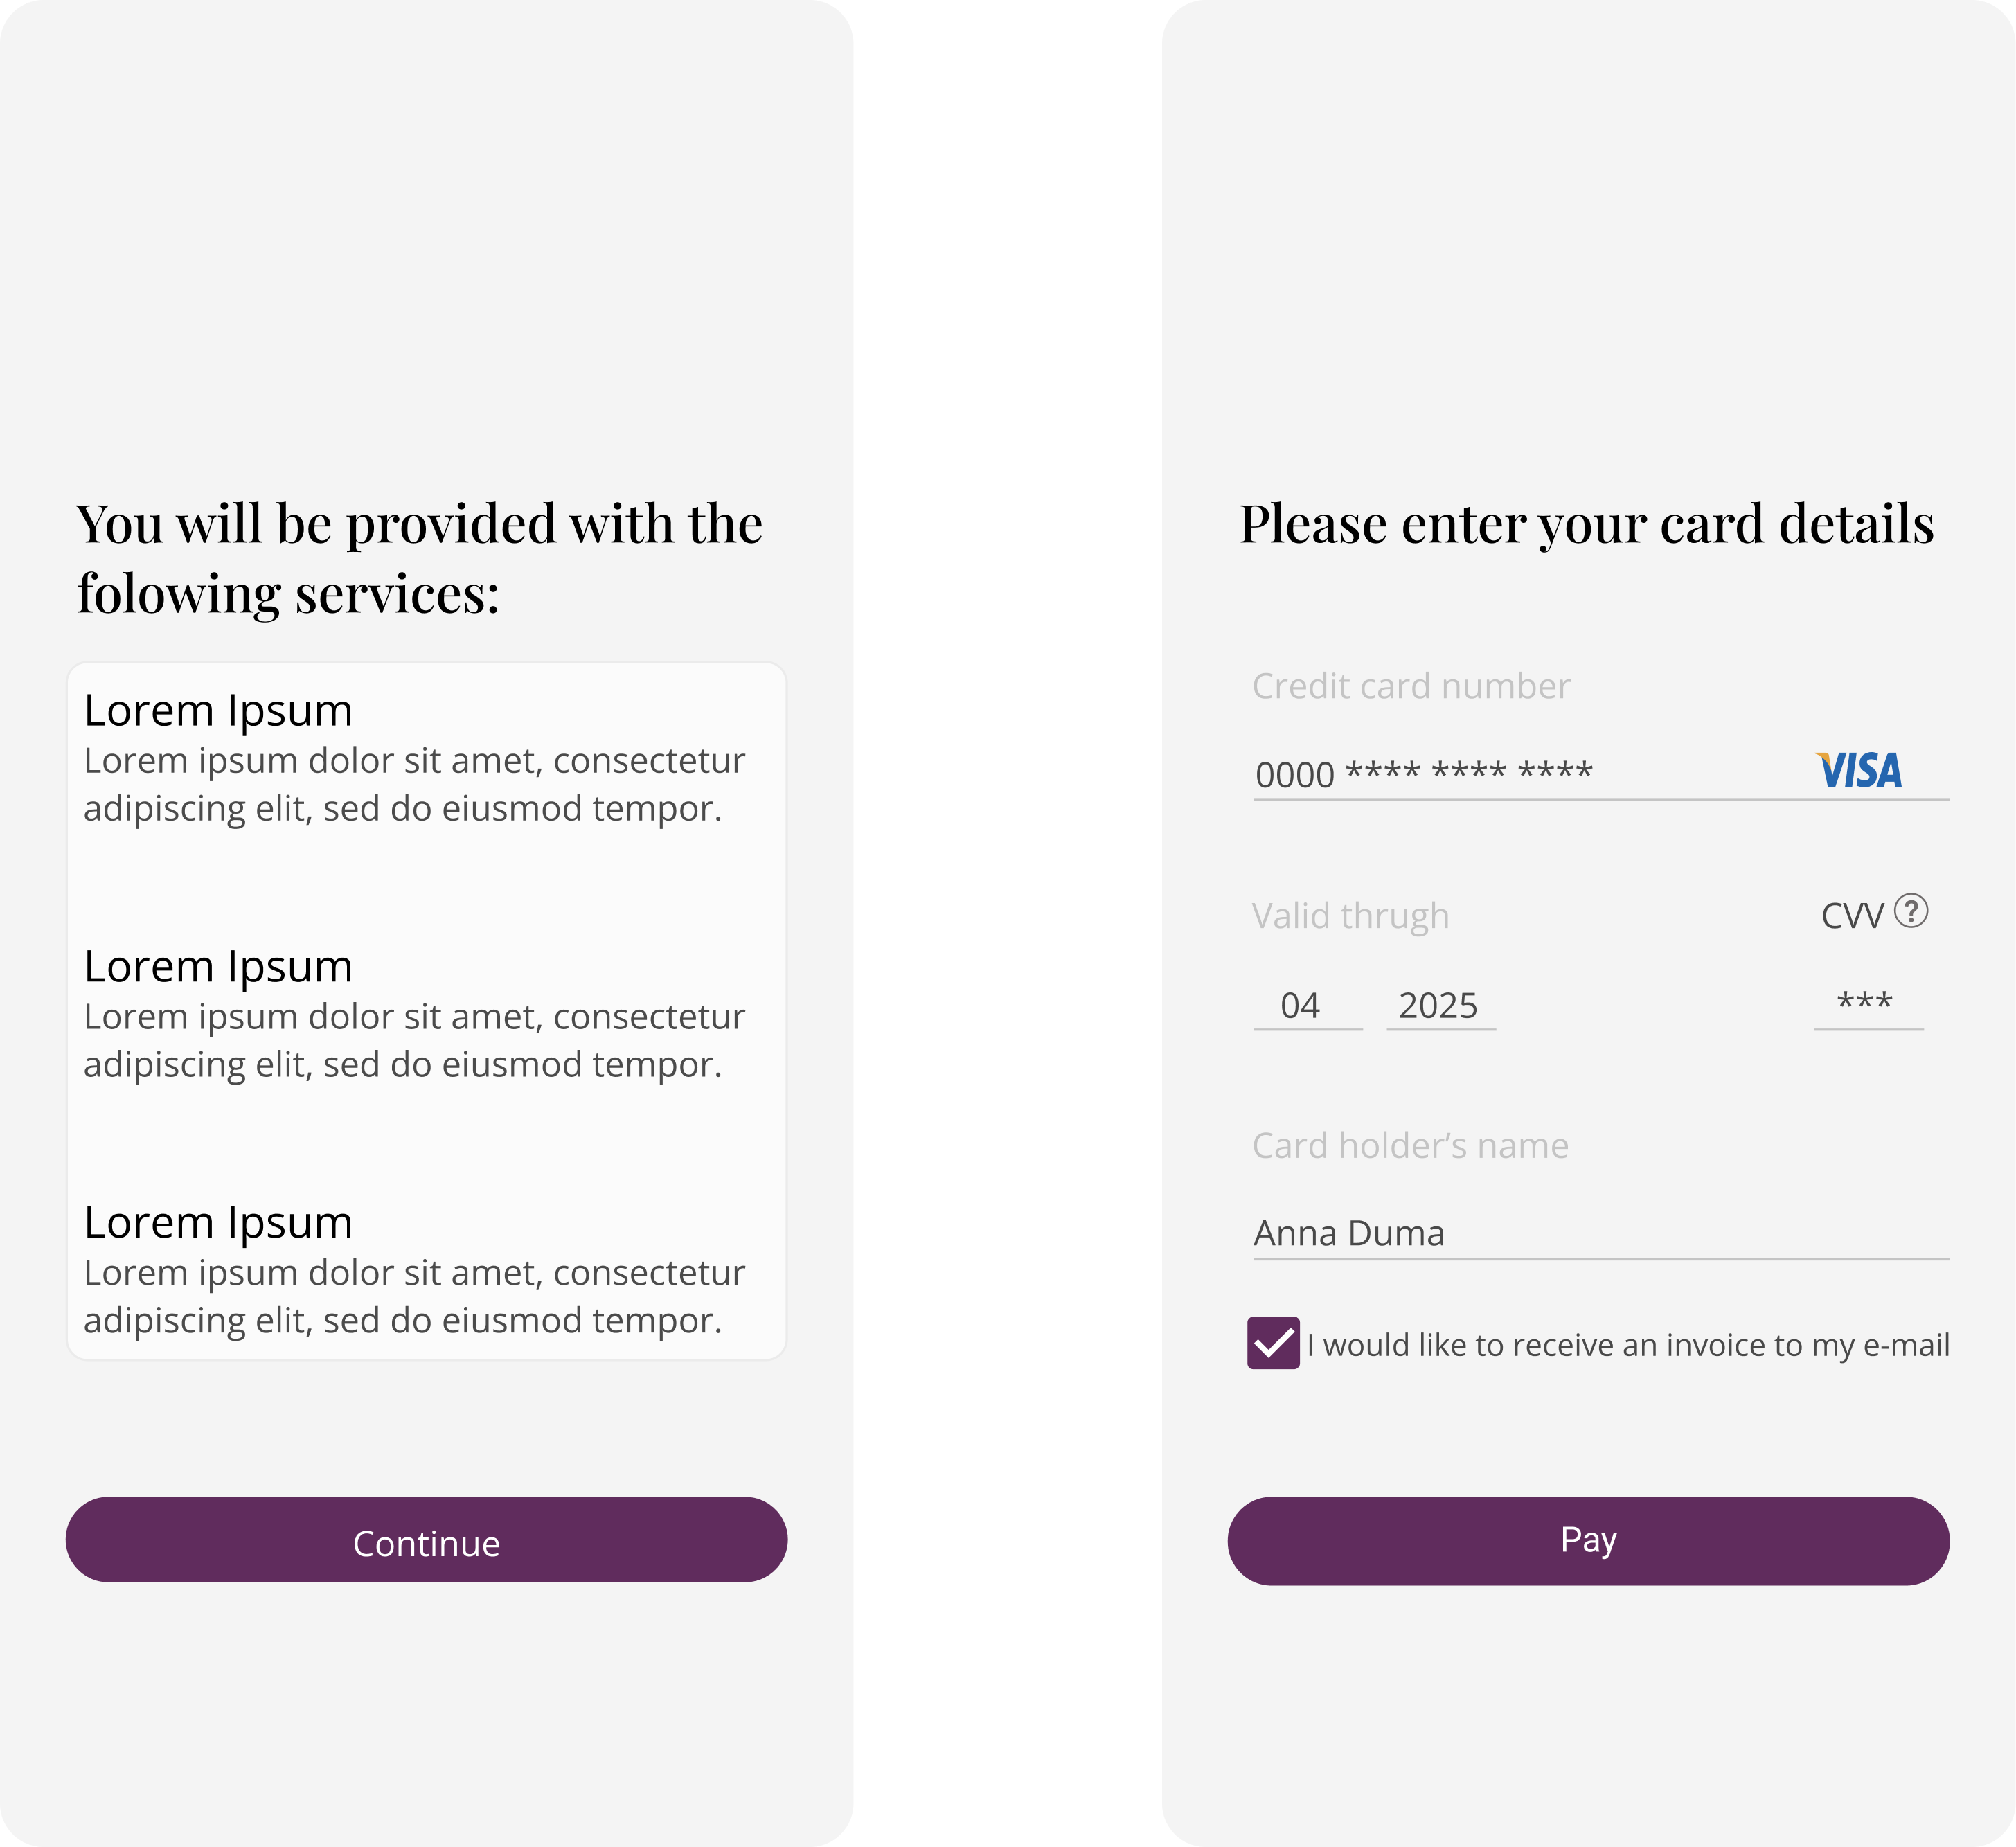 You will be provided with the
folowing services:
Lorem Ipsum
Lorem ipsum dolor sit amet, consectetur
adipiscing elit, sed do eiusmod tempor.
Lorem Ipsum
Lorem ipsum dolor sit amet, consectetur
adipiscing elit, sed do eiusmod tempor.
Lorem Ipsum
Lorem ipsum dolor sit amet, consectetur
adipiscing elit, sed do eiusmod tempor.
Continue
Please enter your card details
Credit card number
0000 **** **** **** VISA
Valid thrugh CVV ?
04 2025 ***
Card holder’s name
Anna Duma
I would like to receive an invoice to my e-mail
Pay